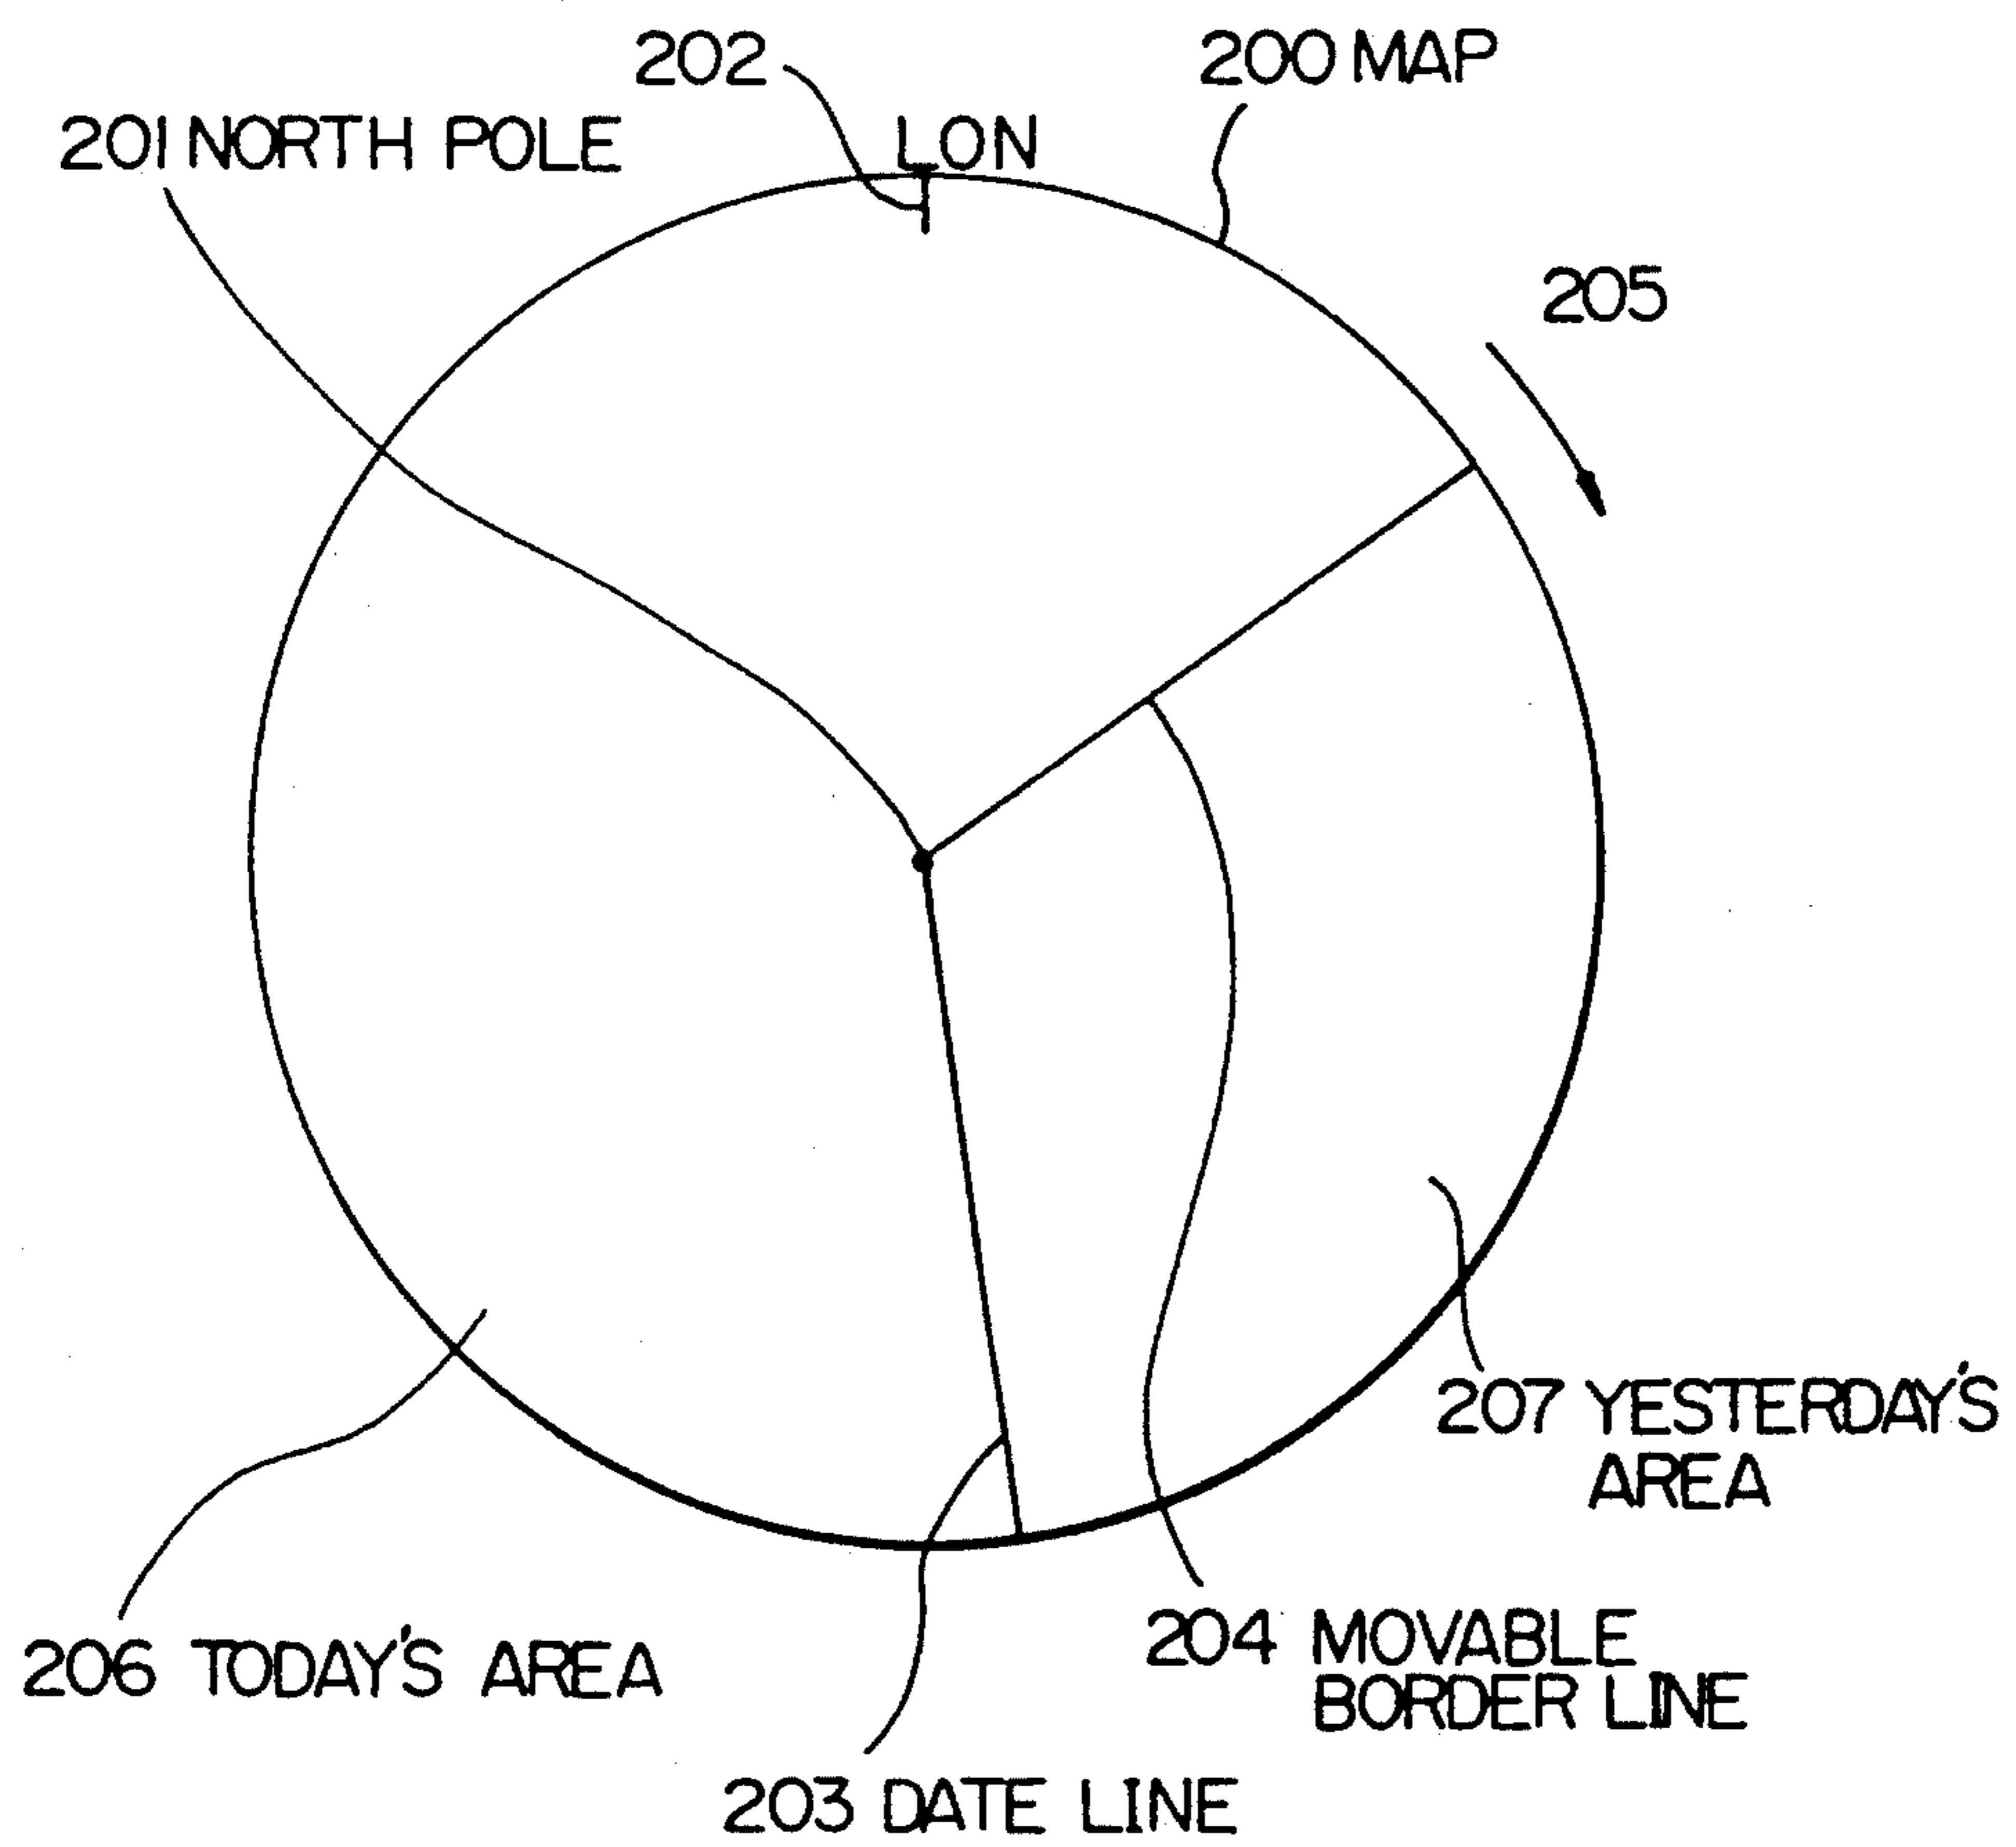 202
200 MAP
201 NORTH POLE
LON
205
207 YESTERDAY'S
AREA
204 MOVABLE
BORDER LINE
206 TODAY'S AREA
203 DATE LINE